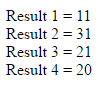 Result 1 = 11
Result 2 = 31
Result 3 = 21
Result 4 = 20